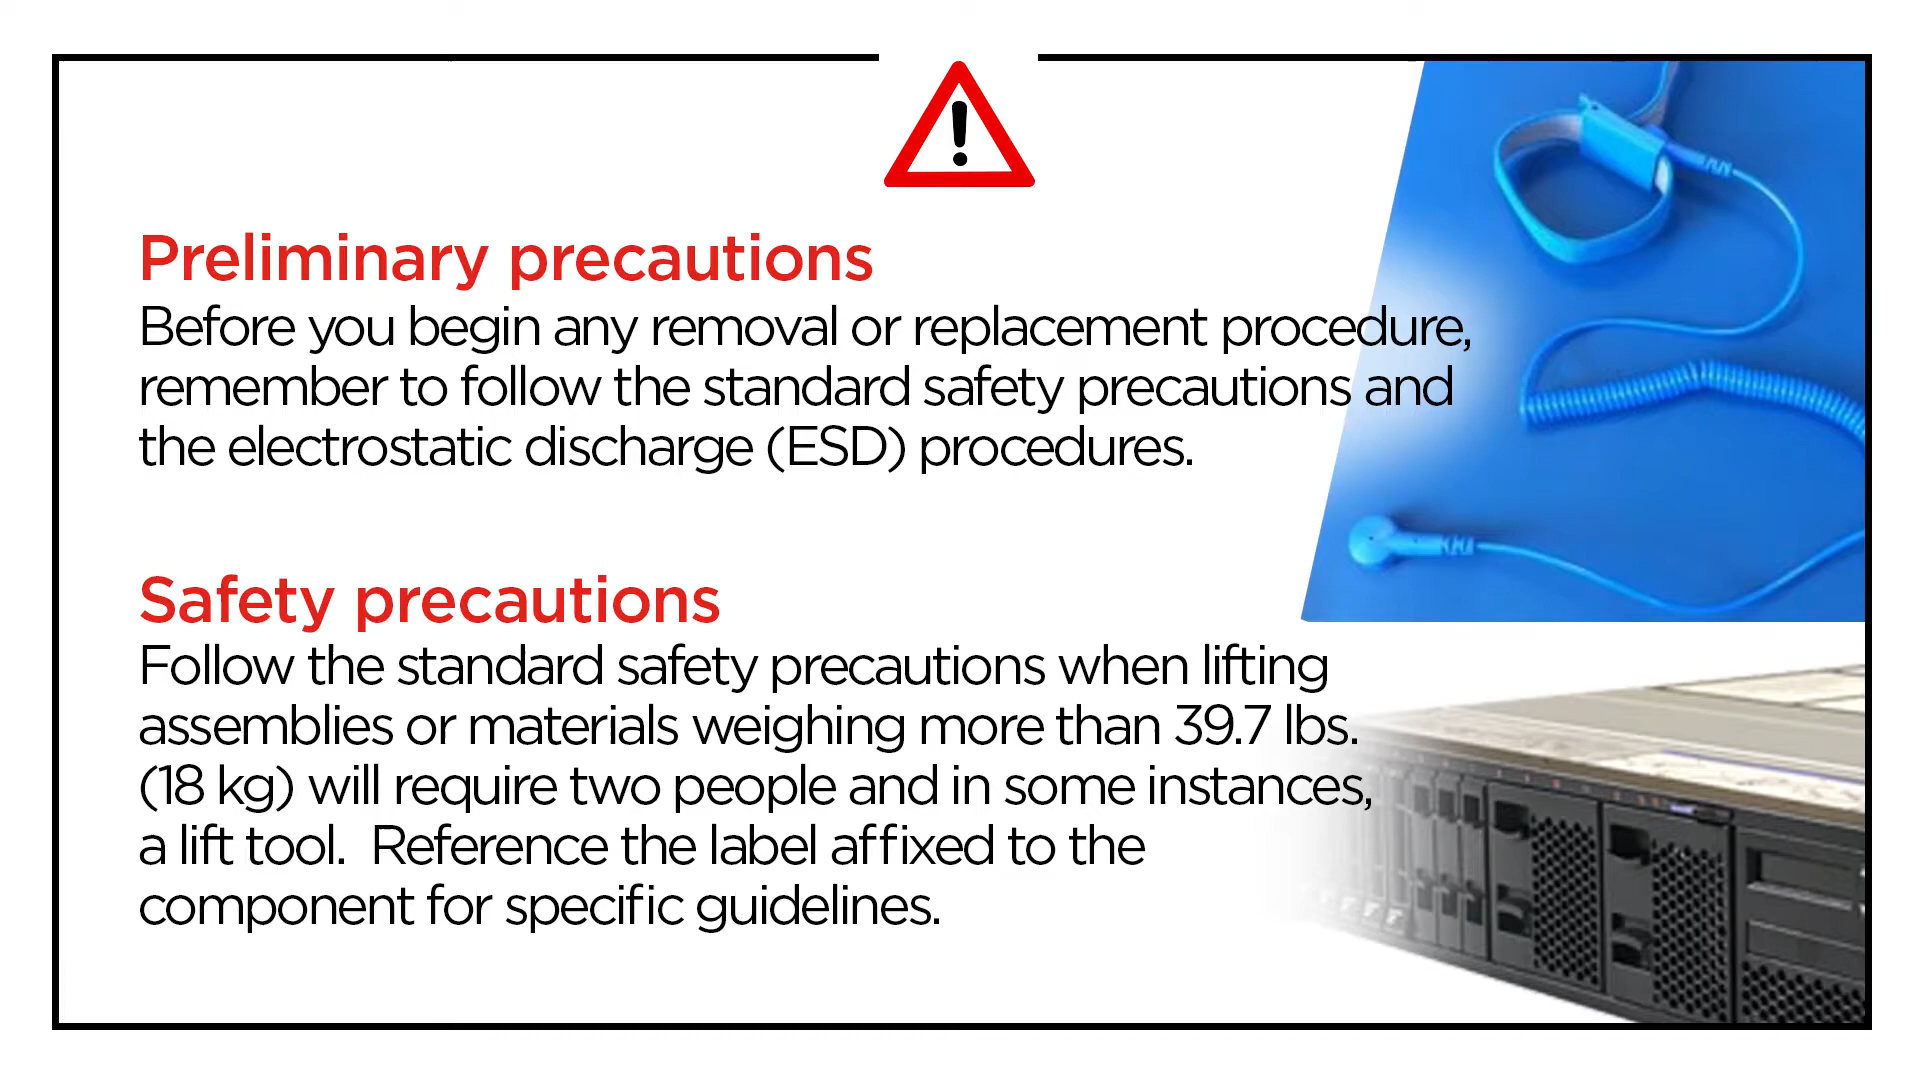 Preliminary precautions
Before you begin any removal or replacement procedure,
remember to follow the standard safety precautions and
the electrostatic discharge (ESD) procedures.
Safety precautions
Follow the standard safety precautions when lifting
assemblies or materials weighing more than 39.7 lbs.
(18 kg) will require two people and in some instances,
a lift tool.  Reference the label affixed to the
component for specific guidelines.